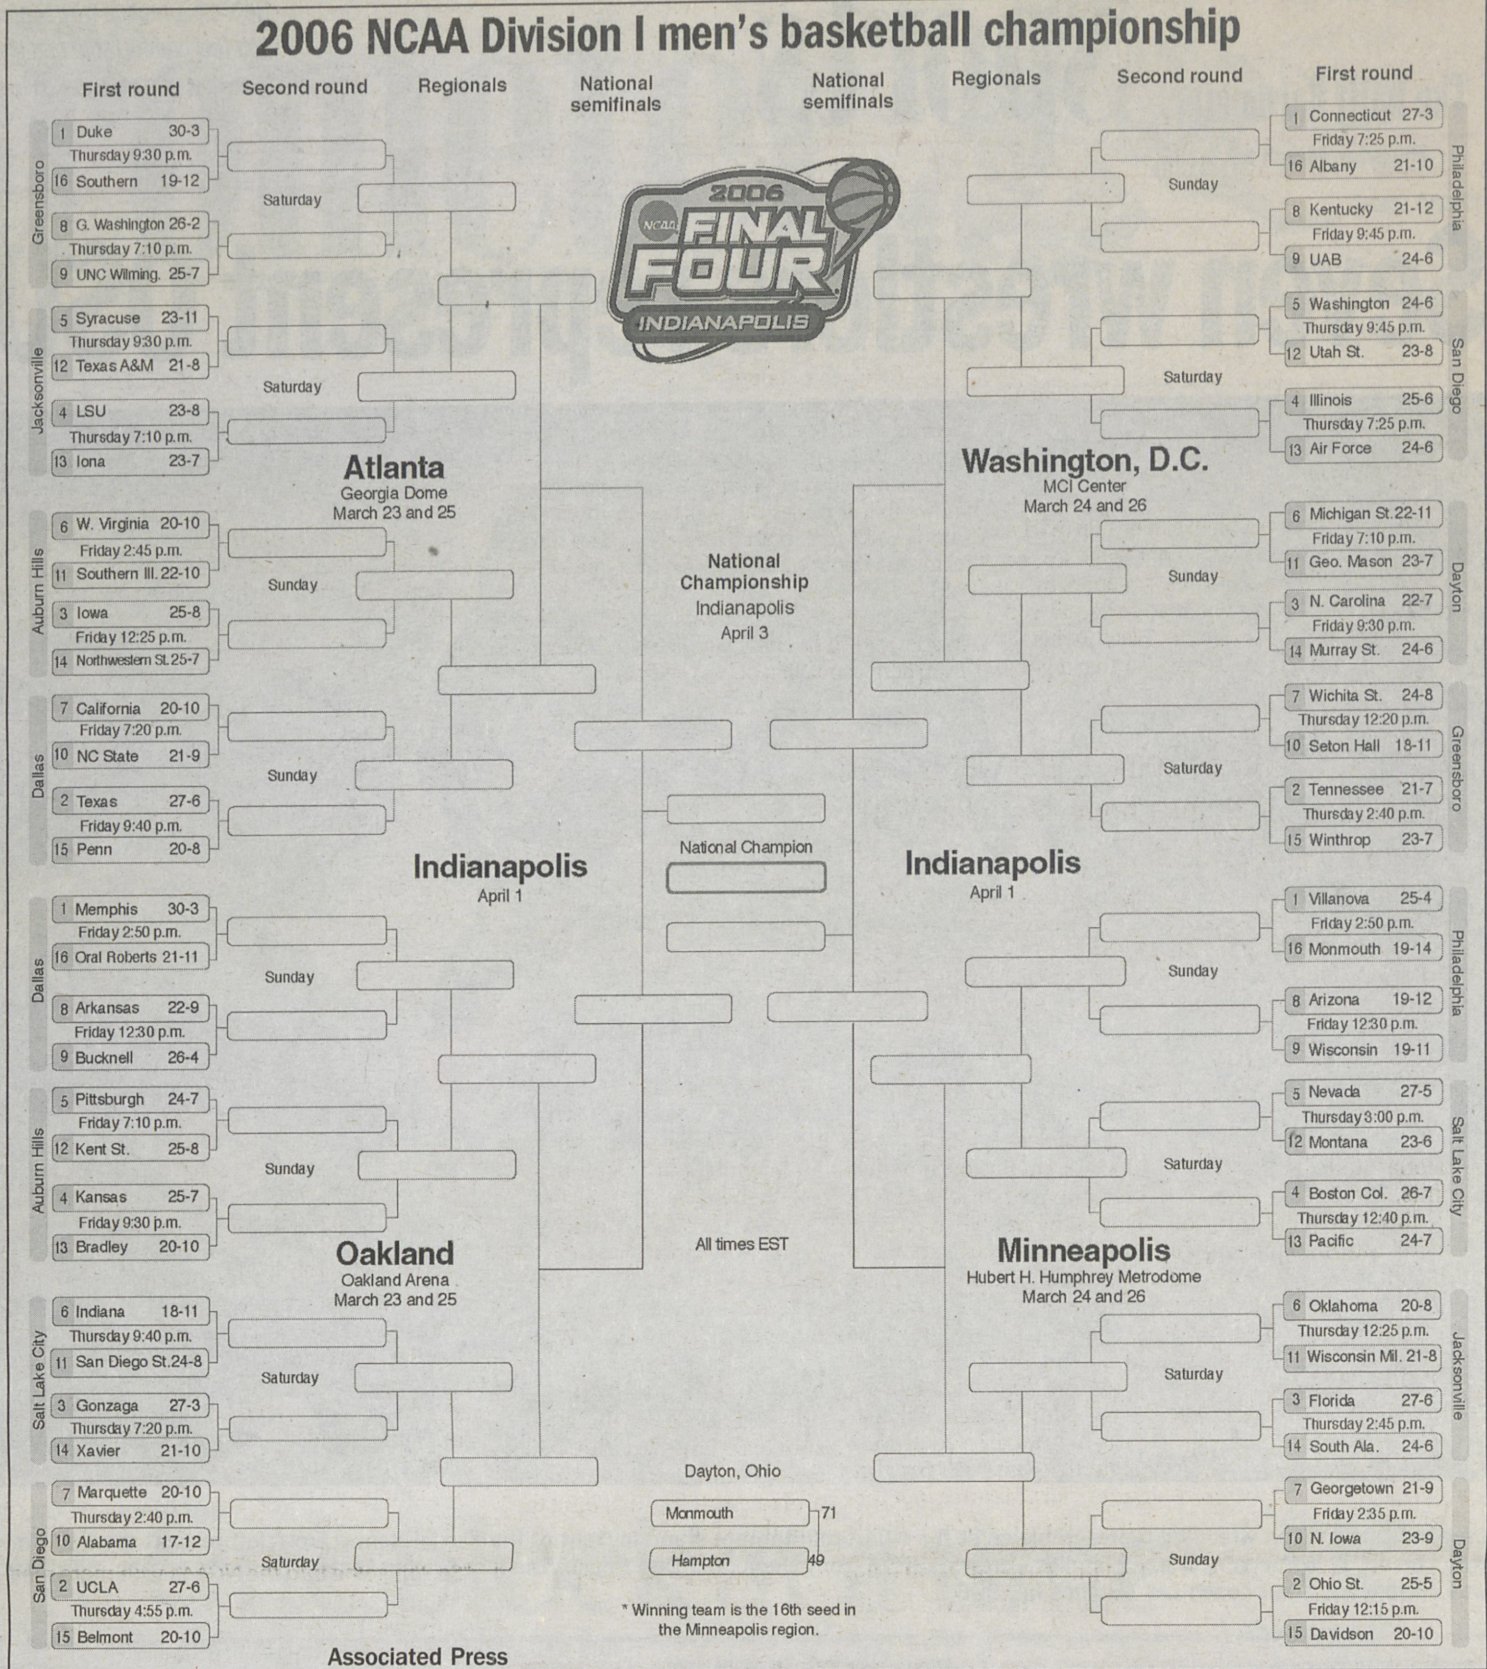 2006 NCAA Division I men's basketball championship
First round
Second round
Regionals
National
semifinals
National
semifinals
Regionals
Second round
First round
Greensboro
1 Duke 30-3
Thursday 9:30 p.m.
16 Southern 19-12
Saturday
8 G. Washington 26-2
Thursday 7:10 p.m.
9 UNC Wilming. 25-7
Jacksonville
5 Syracuse 23-11
Thursday 9:30 p.m.
12 Texas A&M 21-8
Saturday
4 LSU 23-8
Thursday 7:10 p.m.
13 Iona 23-7
Atlanta
Georgia Dome
March 23 and 25
Auburn Hills
6 W. Virginia 20-10
Friday 2:45 p.m.
11 Southern Ill. 22-10
Sunday
3 Iowa 25-8
Friday 12:25 p.m.
14 Northwestern St. 25-7
Dallas
7 California 20-10
Friday 7:20 p.m.
10 NC State 21-9
Sunday
2 Texas 27-6
Friday 9:40 p.m.
15 Penn 20-8
Indianapolis
April 1
Dallas
1 Memphis 30-3
Friday 2:50 p.m.
16 Oral Roberts 21-11
Sunday
8 Arkansas 22-9
Friday 12:30 p.m.
9 Bucknell 26-4
Auburn Hills
5 Pittsburgh 24-7
Friday 7:10 p.m.
12 Kent St. 25-8
Sunday
4 Kansas 25-7
Friday 9:30 p.m.
13 Bradley 20-10
Oakland
Oakland Arena
March 23 and 25
Salt Lake City
6 Indiana 18-11
Thursday 9:40 p.m.
11 San Diego St. 24-8
Saturday
3 Gonzaga 27-3
Thursday 7:20 p.m.
14 Xavier 21-10
San Diego
7 Marquette 20-10
Thursday 2:40 p.m.
10 Alabama 17-12
Saturday
2 UCLA 27-6
Thursday 4:55 p.m.
15 Belmont 20-10
Associated Press
2006
NCAA
FINAL
FOUR
INDIANAPOLIS
National
Championship
Indianapolis
April 3
National Champion
All times EST
Dayton, Ohio
Monmouth 71
Hampton 49
* Winning team is the 16th seed in
the Minneapolis region.
Philadelphia
1 Connecticut 27-3
Friday 7:25 p.m.
16 Albany 21-10
Sunday
8 Kentucky 21-12
Friday 9:45 p.m.
9 UAB 24-6
San Diego
5 Washington 24-6
Thursday 9:45 p.m.
12 Utah St. 23-8
Saturday
4 Illinois 25-6
Thursday 7:25 p.m.
13 Air Force 24-6
Washington, D.C.
MCI Center
March 24 and 26
Dayton
6 Michigan St. 22-11
Friday 7:10 p.m.
11 Geo. Mason 23-7
Sunday
3 N. Carolina 22-7
Friday 9:30 p.m.
14 Murray St. 24-6
Greensboro
7 Wichita St. 24-8
Thursday 12:20 p.m.
10 Seton Hall 18-11
Saturday
2 Tennessee 21-7
Thursday 2:40 p.m.
15 Winthrop 23-7
Indianapolis
April 1
Philadelphia
1 Villanova 25-4
Friday 2:50 p.m.
16 Monmouth 19-14
Sunday
8 Arizona 19-12
Friday 12:30 p.m.
9 Wisconsin 19-11
Salt Lake City
5 Nevada 27-5
Thursday 3:00 p.m.
12 Montana 23-6
Saturday
4 Boston Col. 26-7
Thursday 12:40 p.m.
13 Pacific 24-7
Minneapolis
Hubert H. Humphrey Metrodome
March 24 and 26
Jacksonville
6 Oklahoma 20-8
Thursday 12:25 p.m.
11 Wisconsin Mil. 21-8
Saturday
3 Florida 27-6
Thursday 2:45 p.m.
14 South Ala. 24-6
Dayton
7 Georgetown 21-9
Friday 2:35 p.m.
10 N. Iowa 23-9
Sunday
2 Ohio St. 25-5
Friday 12:15 p.m.
15 Davidson 20-10